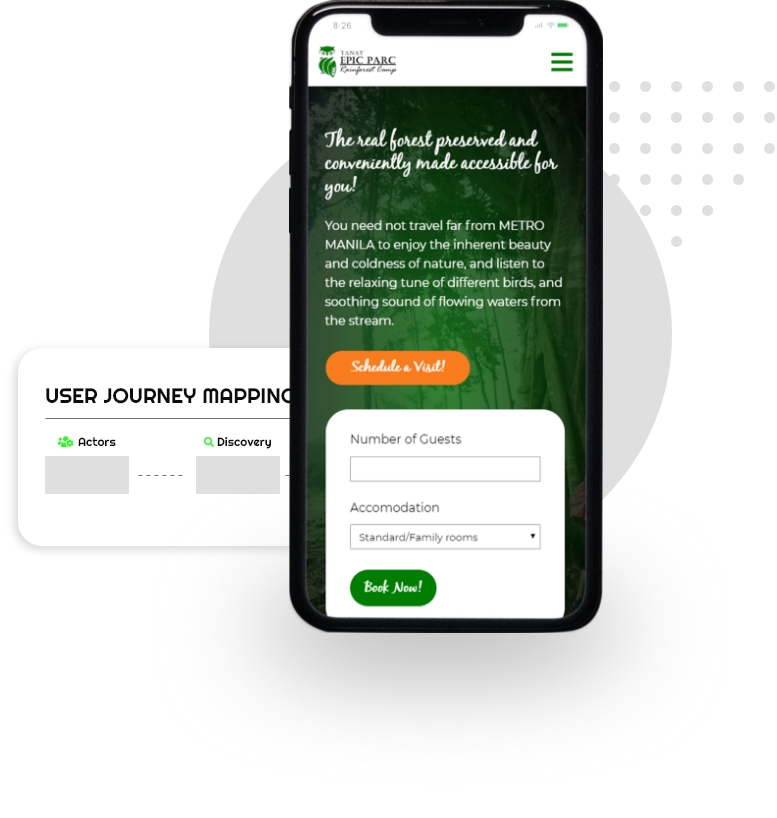 8:26
TANAY
EPIC PARC
Rainforest Camp
The real forest preserved and
conveniently made accessible for
you!
You need not travel far from METRO
MANILA to enjoy the inherent beauty
and coldness of nature, and listen to
the relaxing tune of different birds, and
soothing sound of flowing waters from
the stream.
Schedule a Visit!
USER JOURNEY MAPPING
Actors
Discovery
Number of Guests
Accomodation
Standard/Family rooms
Book Now!